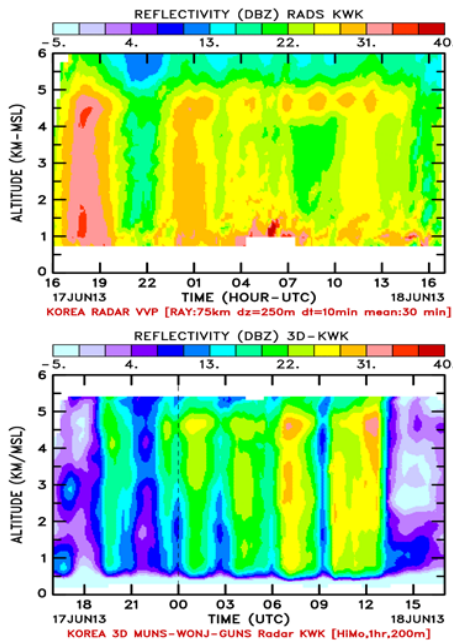 REFLECTIVITY (DBZ) RADS KWK
-5. 4. 13. 22. 31. 40.
6
5
4
3
2
1
0
ALTITUDE (KM-MSL)
16 19 22 01 04 07 10 13 16
17JUN13 TIME (HOUR-UTC) 18JUN13
KOREA RADAR VVP [RAY:75km dz=250m dt=10min mean:30 min]
REFLECTIVITY (DBZ) 3D-KWK
-5. 4. 13. 22. 31. 40.
6
5
4
3
2
1
0
ALTITUDE (KM/MSL)
18 21 00 03 06 09 12 15
17JUN13 TIME (UTC) 18JUN13
KOREA 3D MUNS-WONJ-GUNS Radar KWK [HiMo,1hr,200m]